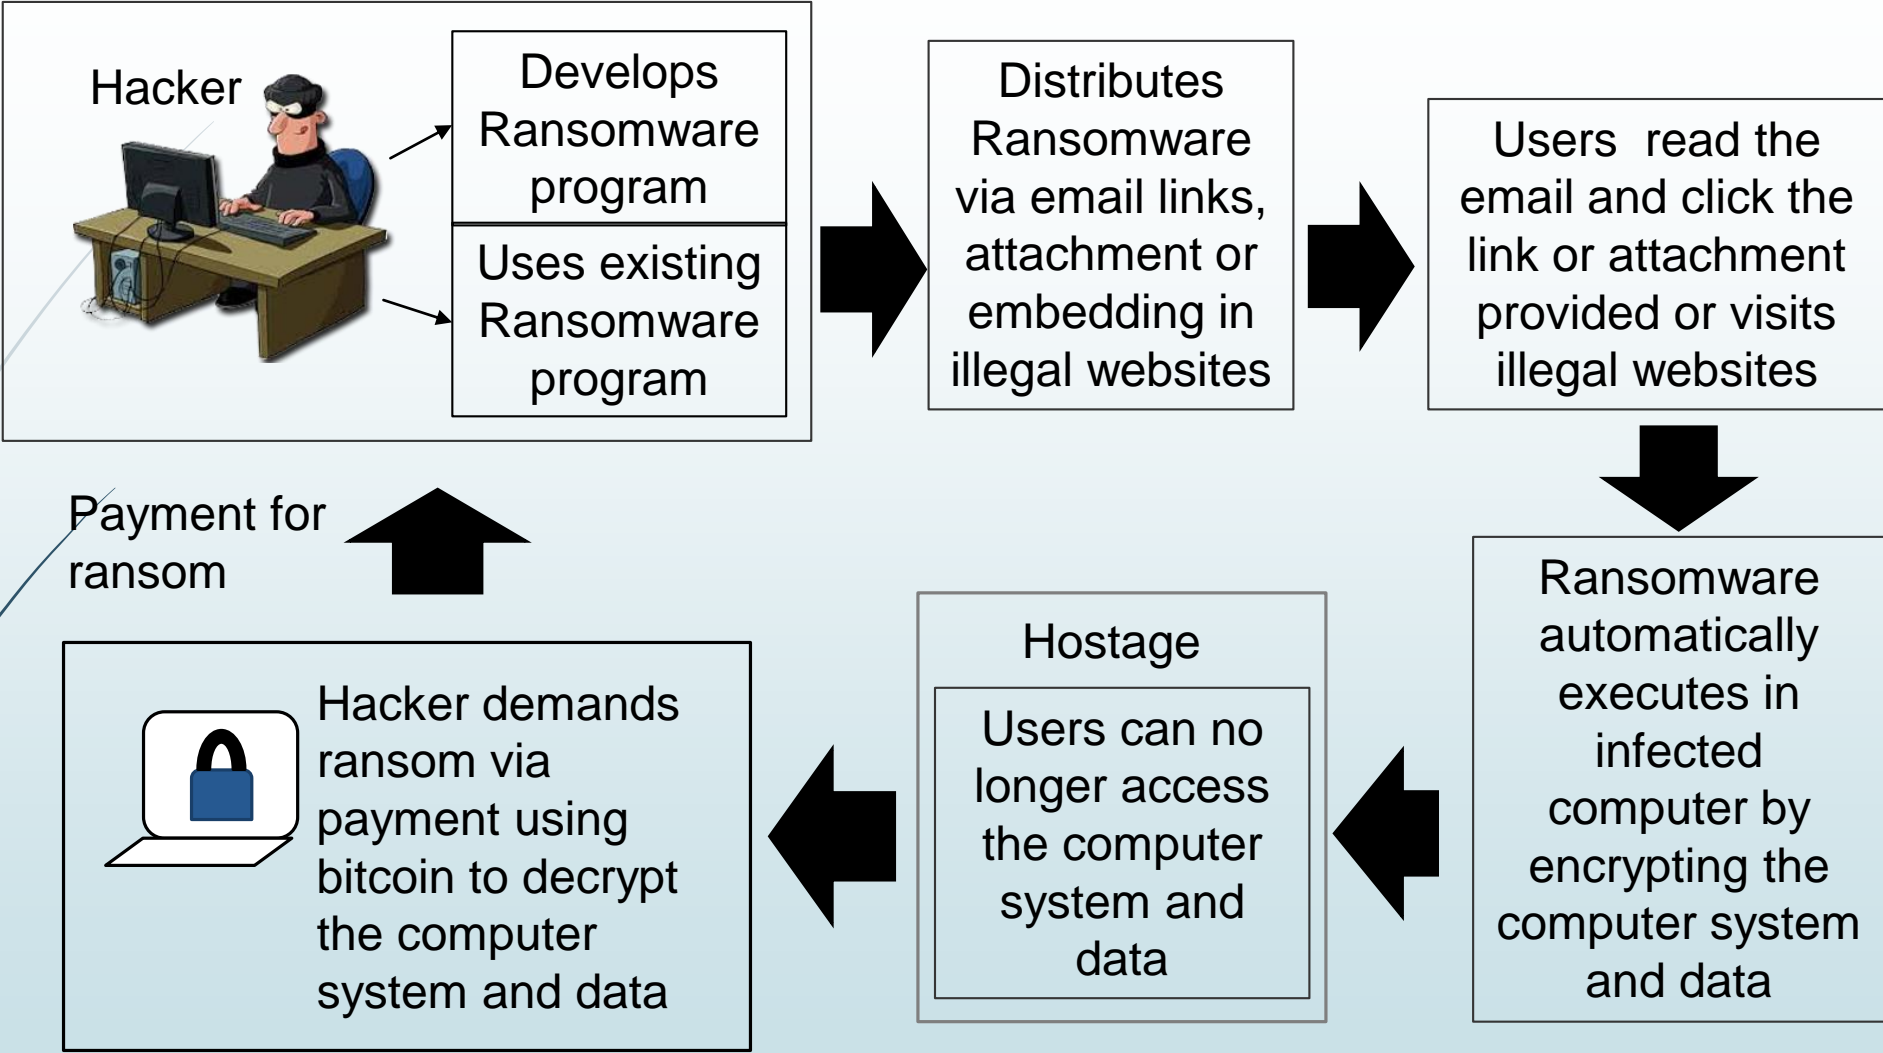 Hacker
Develops
Ransomware
program
Uses existing
Ransomware
program
Distributes
Ransomware
via email links,
attachment or
embedding in
illegal websites
Users  read the
email and click the
link or attachment
provided or visits
illegal websites
Ransomware
automatically
executes in
infected
computer by
encrypting the
computer system
and data
Hostage
Users can no
longer access
the computer
system and
data
Hacker demands
ransom via
payment using
bitcoin to decrypt
the computer
system and data
Payment for
ransom